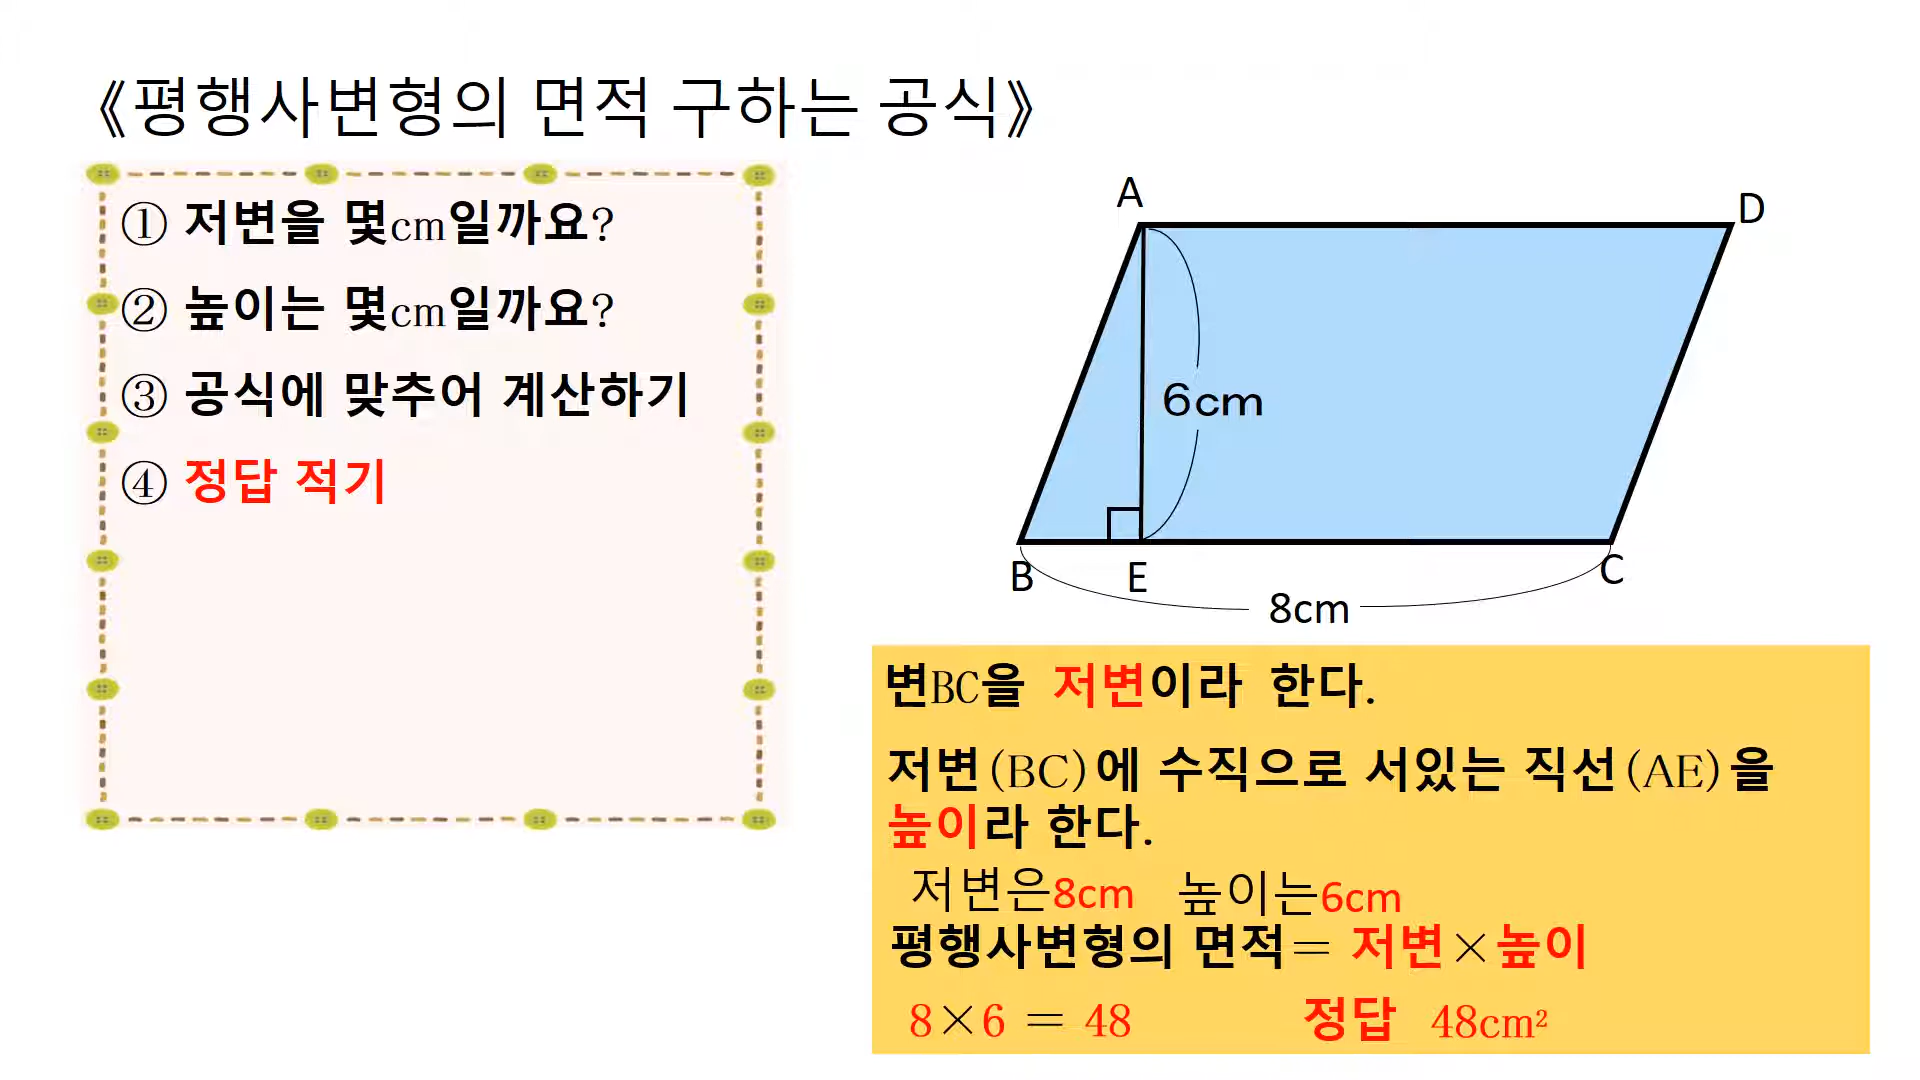 《평행사변형의 면적 구하는 공식》
① 저변을 몇cm일까요?
② 높이는 몇cm일까요?
③ 공식에 맞추어 계산하기
④ 정답 적기
A
D
6cm
B
E
C
8cm
변BC을 저변이라 한다.
저변(BC)에 수직으로 서있는 직선(AE)을
높이라 한다.
저변은8cm 높이는6cm
평행사변형의 면적＝ 저변×높이
8×6 ＝ 48 정답 48cm²